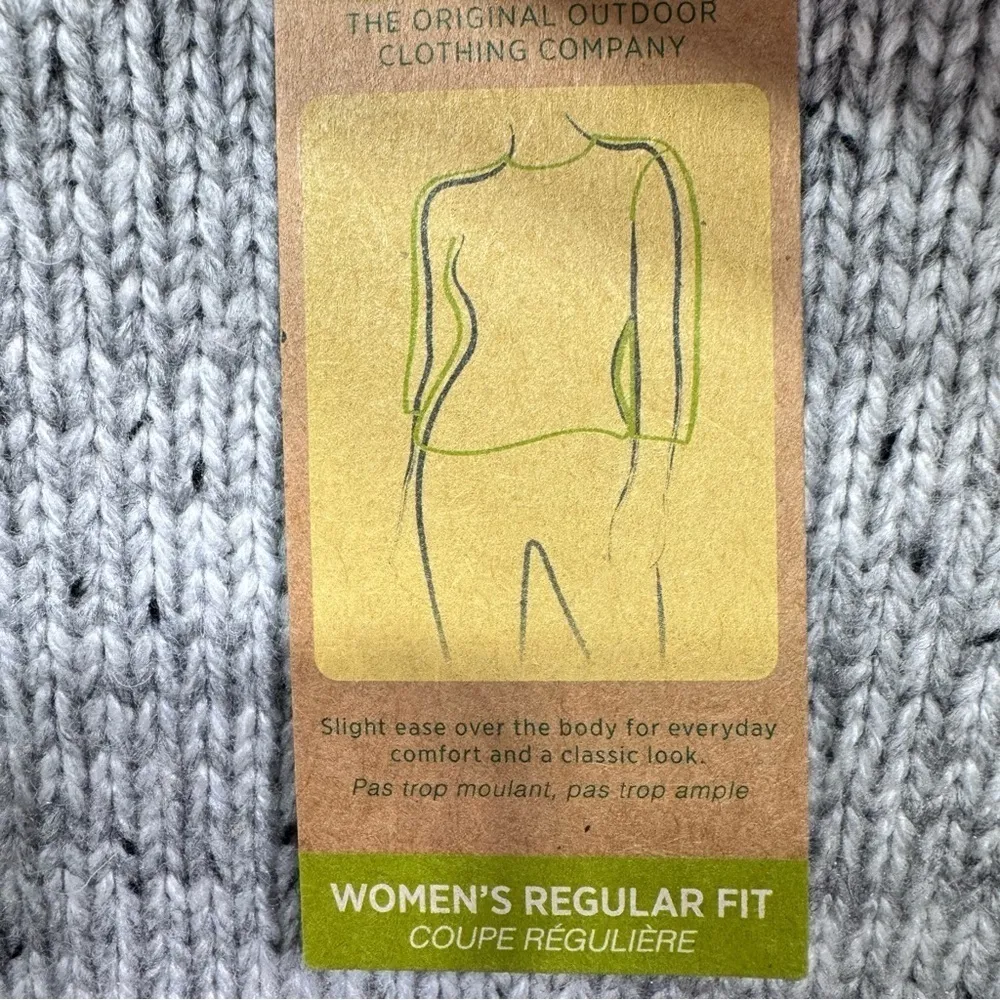 THE ORIGINAL OUTDOOR
CLOTHING COMPANY
Slight ease over the body for everyday
comfort and a classic look.
Pas trop moulant, pas trop ample
WOMEN'S REGULAR FIT
COUPE RÉGULIÈRE